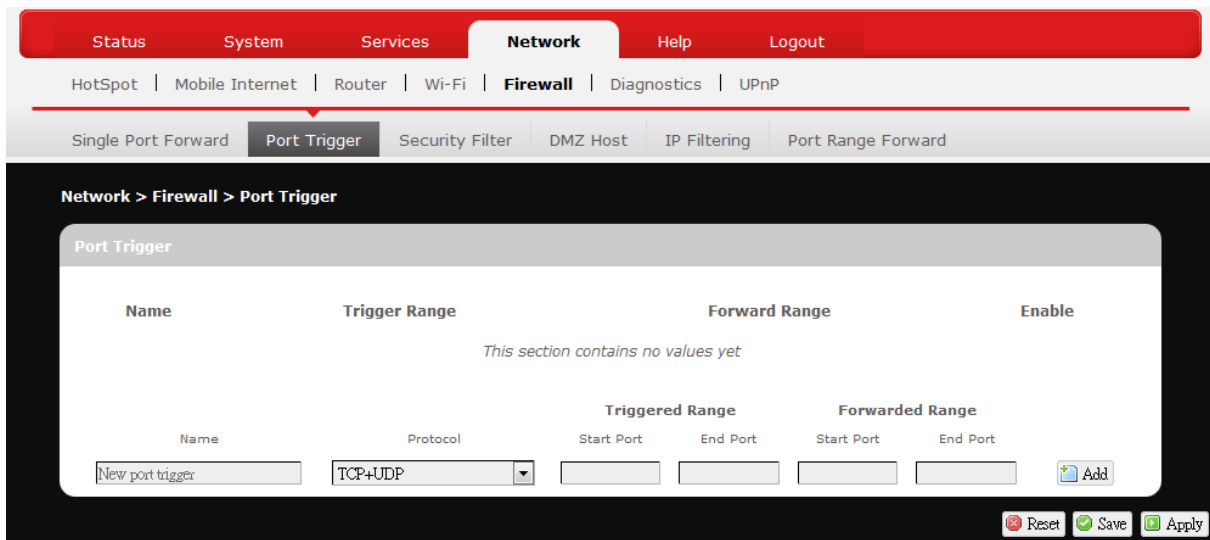 Status System Services Network Help Logout
HotSpot | Mobile Internet | Router | Wi-Fi | Firewall | Diagnostics | UPnP
Single Port Forward Port Trigger Security Filter DMZ Host IP Filtering Port Range Forward
Network > Firewall > Port Trigger
Port Trigger
Name Trigger Range Forward Range Enable
This section contains no values yet
Triggered Range Forwarded Range
Name Protocol Start Port End Port Start Port End Port
New port trigger TCP+UDP Add
Reset Save Apply